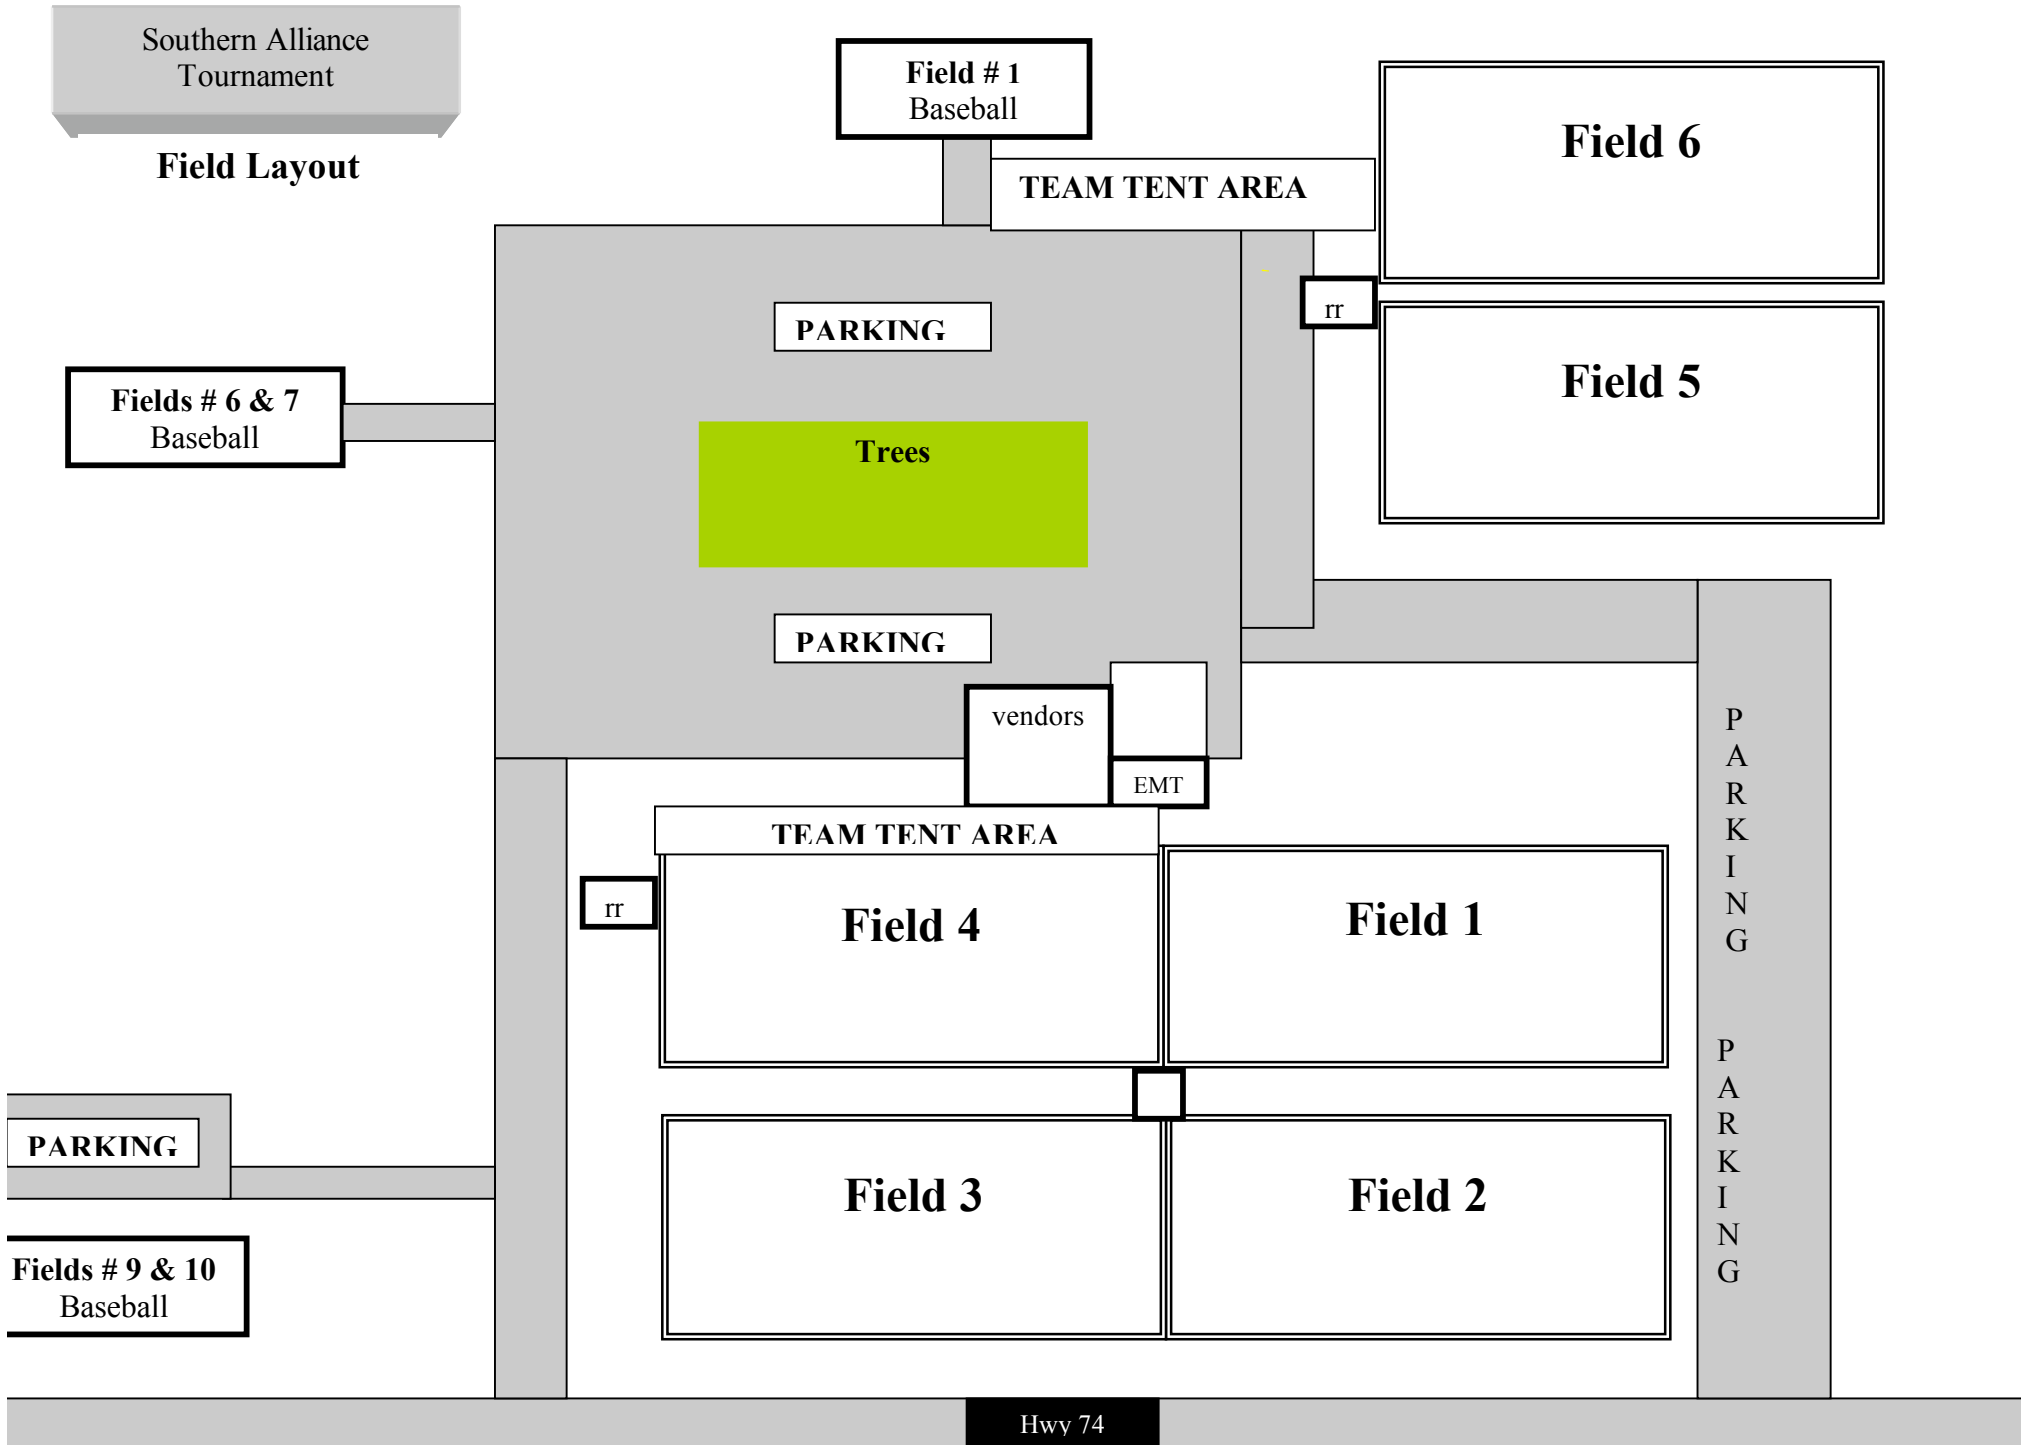 Southern Alliance
Tournament
Field Layout
Field # 1
Baseball
Field 6
TEAM TENT AREA
rr
PARKING
Field 5
Fields # 6 & 7
Baseball
Trees
PARKING
vendors
EMT
TEAM TENT AREA
rr
Field 4
Field 1
PARKING
PARKING
PARKING
Field 3
Field 2
Fields # 9 & 10
Baseball
Hwy 74